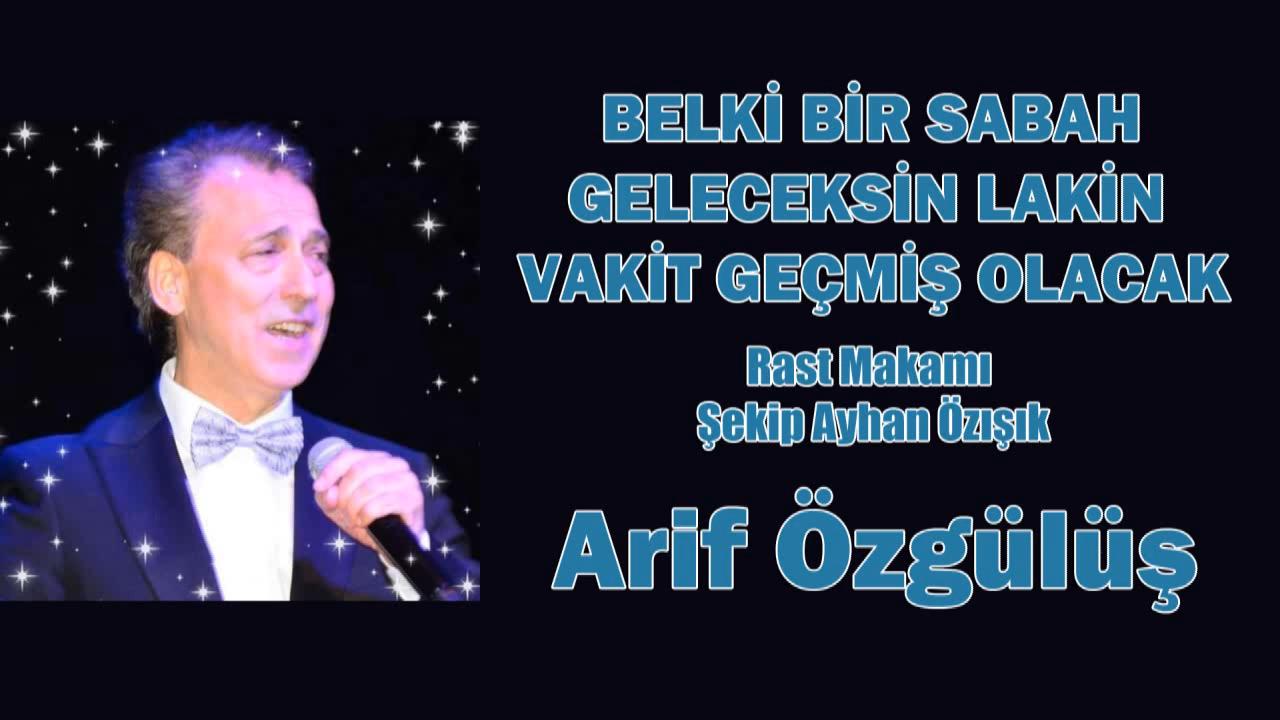 BELKİ BİR SABAH
GELECEKSİN LAKİN
VAKİT GEÇMİŞ OLACAK
Rast Makamı
Şekip Ayhan Özışık
Arif Özgülüş